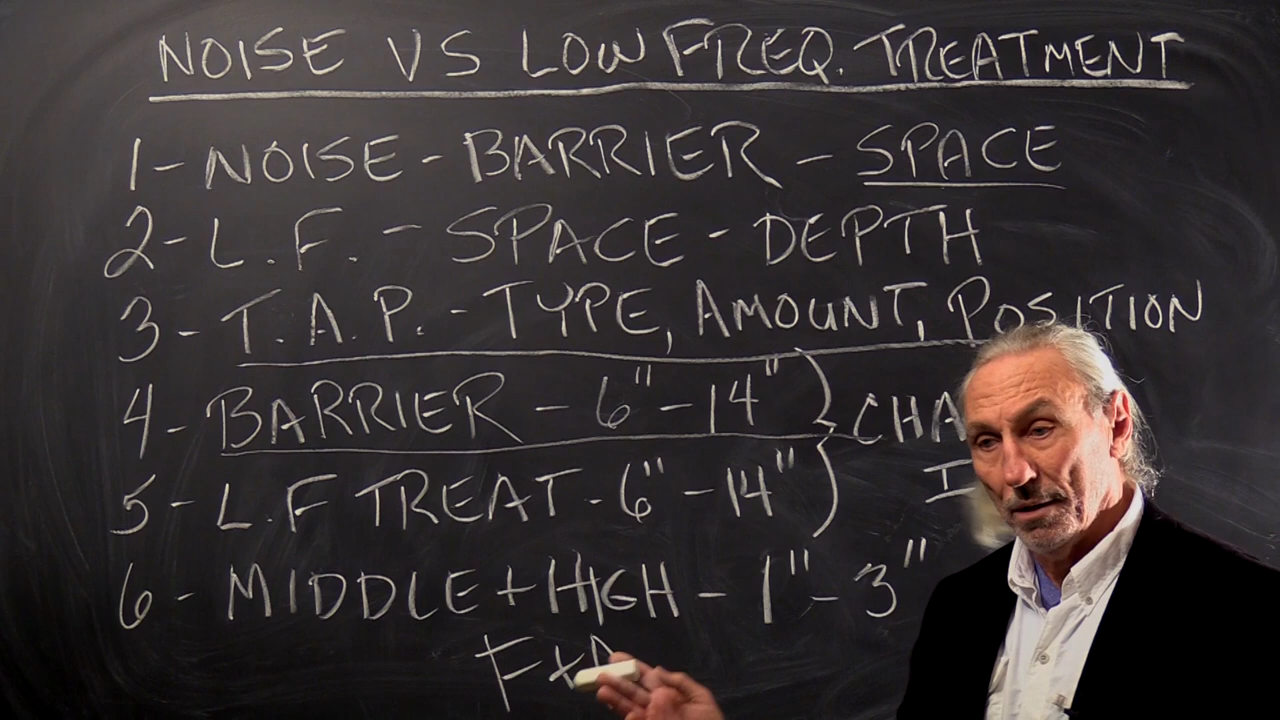 NOISE VS LOW FREQ. TREATMENT
1- NOISE - BARRIER - SPACE
2- L.F. - SPACE - DEPTH
3- T.A.P. - TYPE, AMOUNT, POSITION
4- BARRIER - 6" - 14" }
5- L.F TREAT - 6" - 14" )
6- MIDDLE + HIGH - 1" - 3"